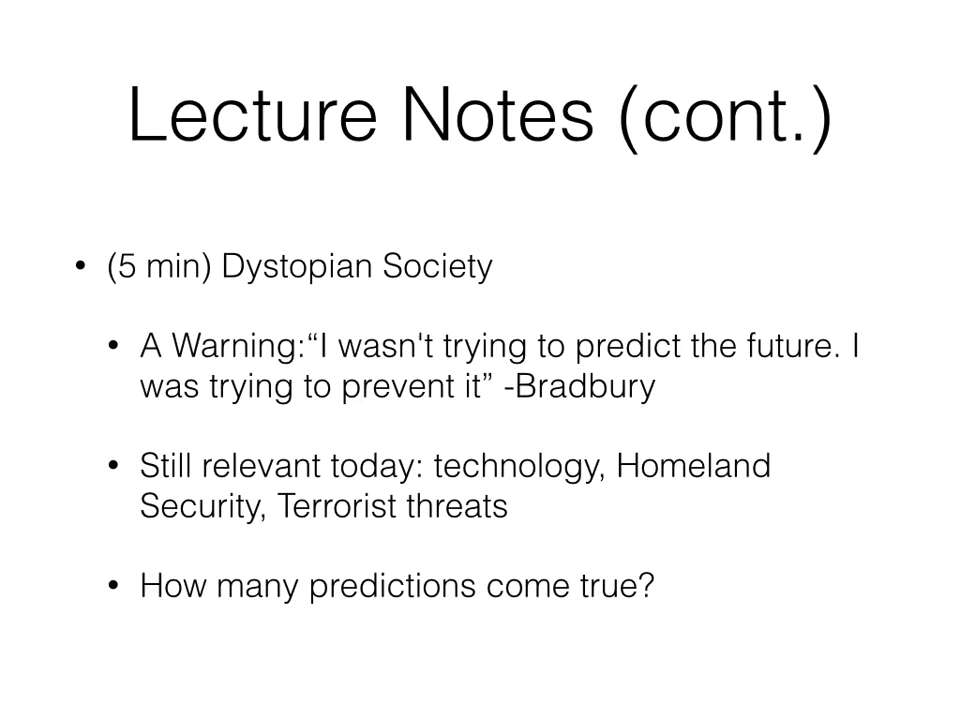 Lecture Notes (cont.)
• (5 min) Dystopian Society
• A Warning:“I wasn't trying to predict the future. I
was trying to prevent it” -Bradbury
• Still relevant today: technology, Homeland
Security, Terrorist threats
• How many predictions come true?